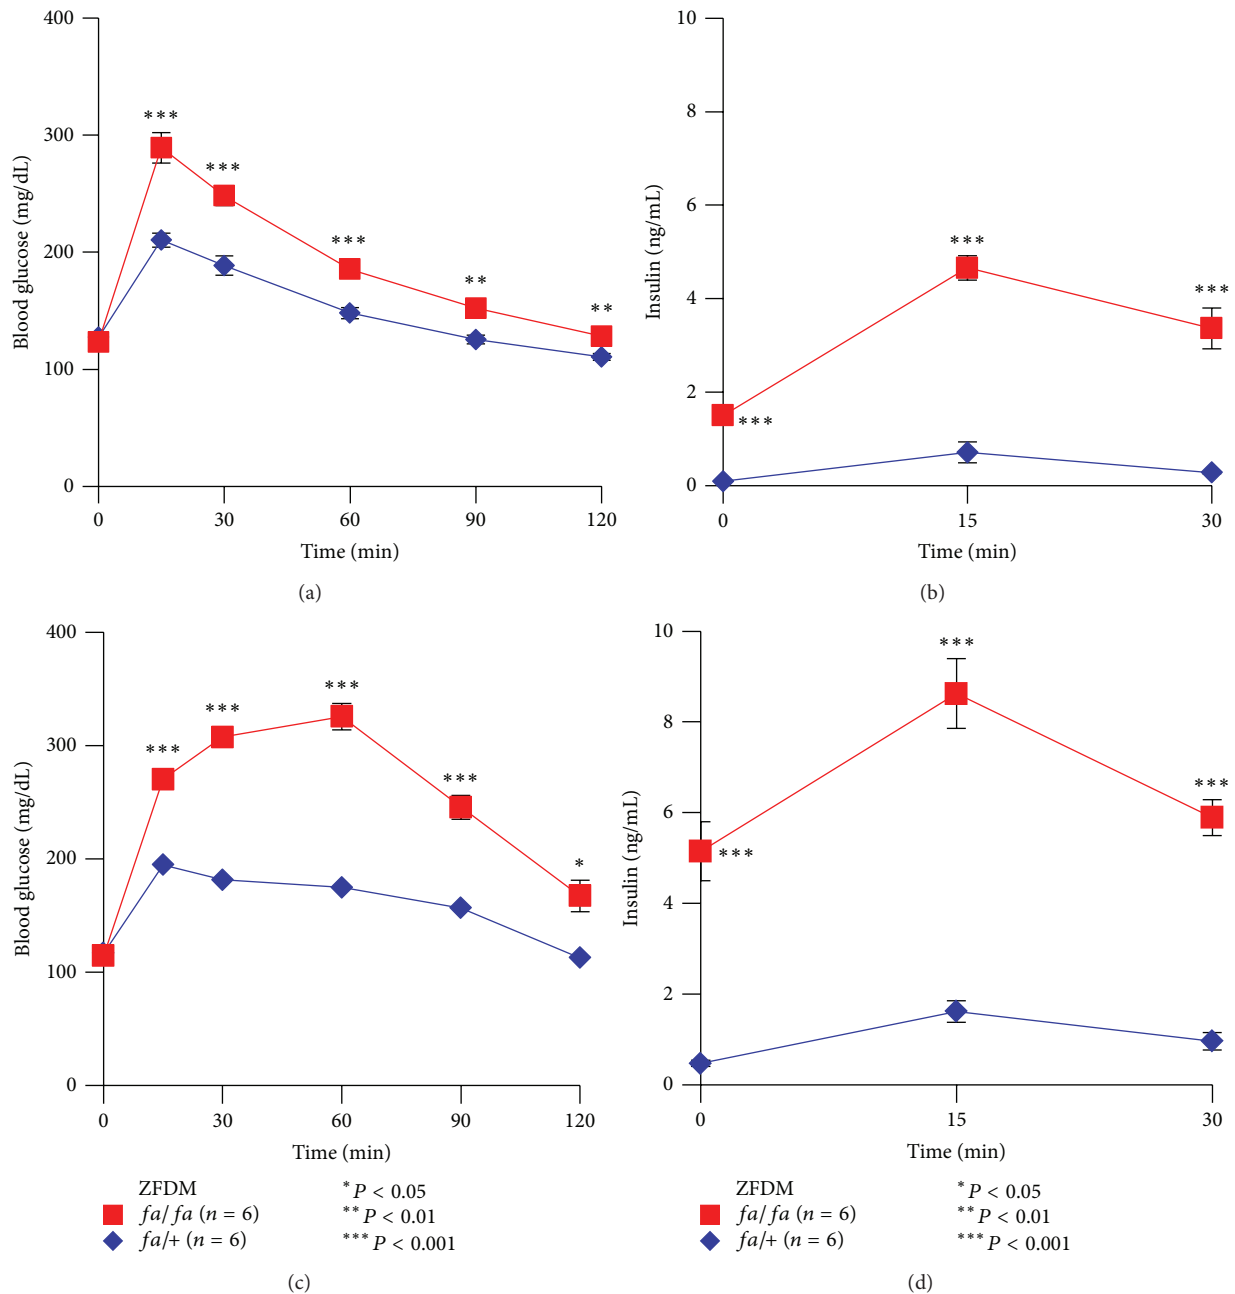 400
300
200
100
0
Blood glucose (mg/dL)
***
***
***
**
**
0 30 60 90 120
Time (min)
(a)
10
8
6
4
2
0
Insulin (ng/mL)
***
***
***
0 15 30
Time (min)
(b)
400
300
200
100
0
Blood glucose (mg/dL)
***
***
***
***
*
0 30 60 90 120
Time (min)
ZFDM
fa/fa (n = 6)
fa/+ (n = 6)
*P < 0.05
**P < 0.01
***P < 0.001
(c)
10
8
6
4
2
0
Insulin (ng/mL)
***
***
***
0 15 30
Time (min)
ZFDM
fa/fa (n = 6)
fa/+ (n = 6)
*P < 0.05
**P < 0.01
***P < 0.001
(d)